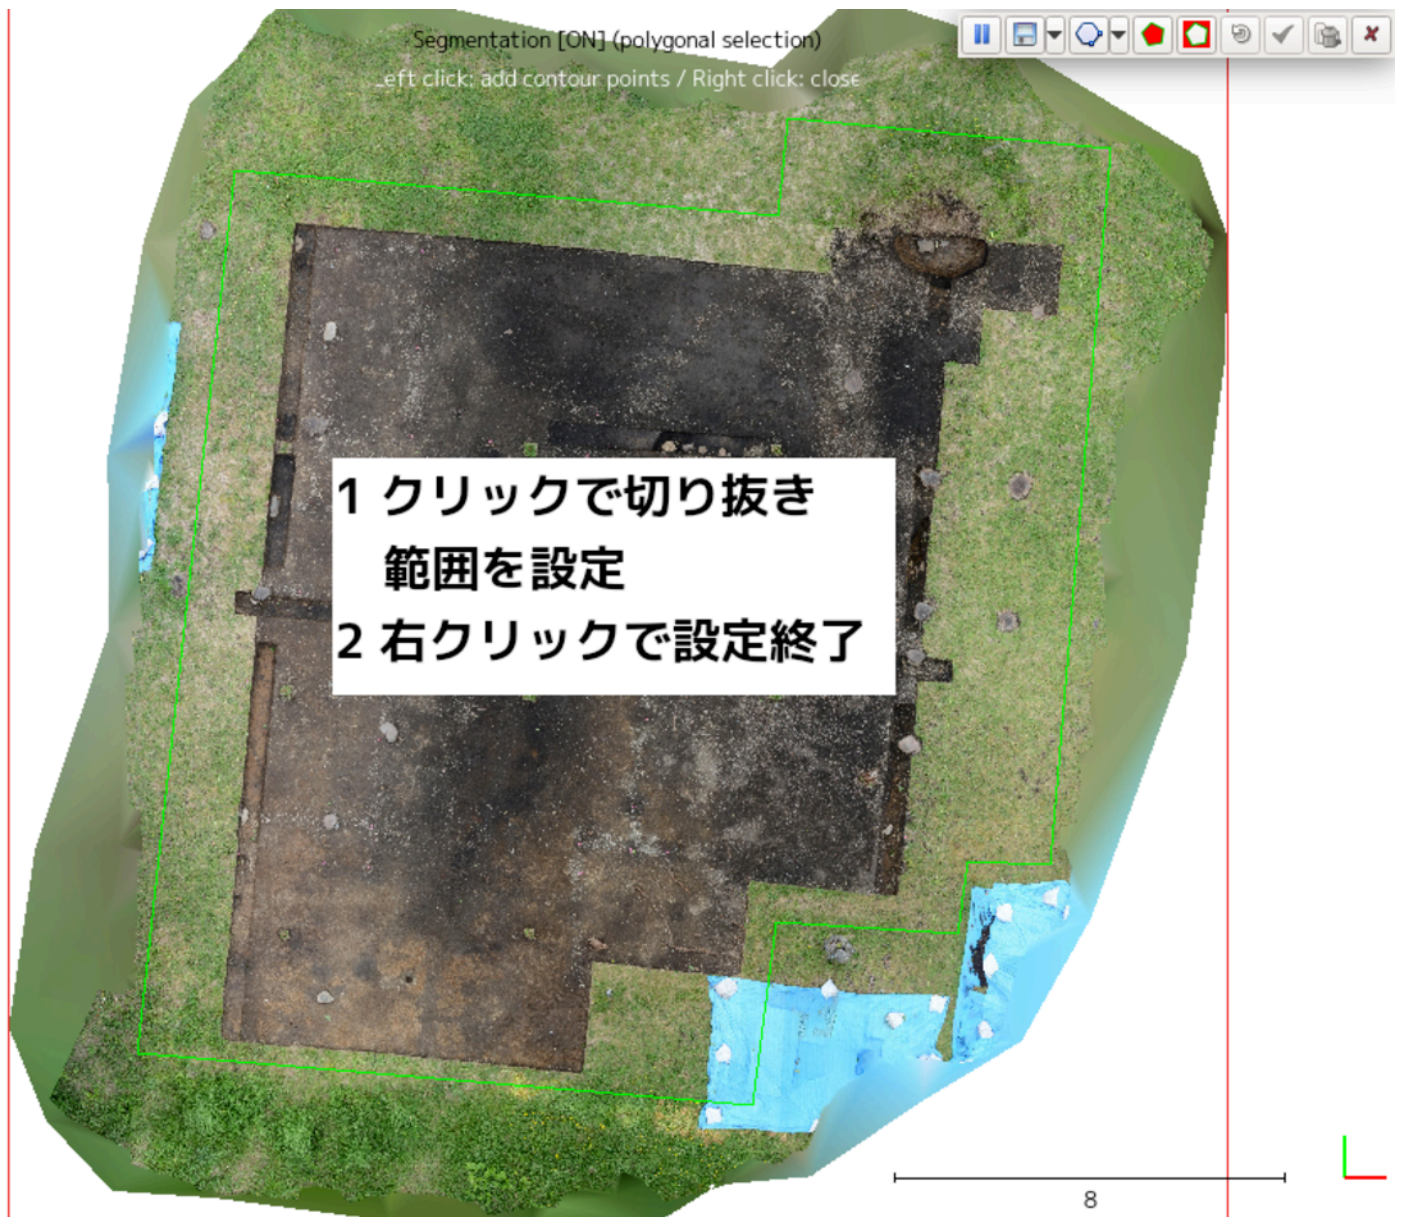 Segmentation [ON] (polygonal selection)
_eft click: add contour points / Right click: close
1 クリックで切り抜き
範囲を設定
2 右クリックで設定終了
8